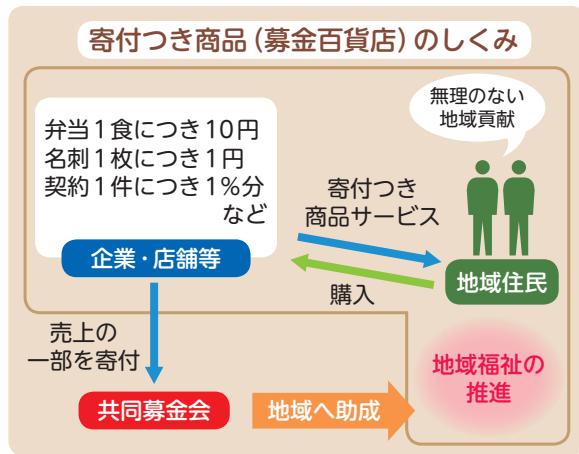 寄付つき商品(募金百貨店)のしくみ
弁当1食につき10円
名刺1枚につき1円
契約1件につき1%分
など
企業・店舗等
無理のない
地域貢献
寄付つき
商品サービス
購入
地域住民
売上の
一部を寄付
共同募金会
地域へ助成
地域福祉の
推進